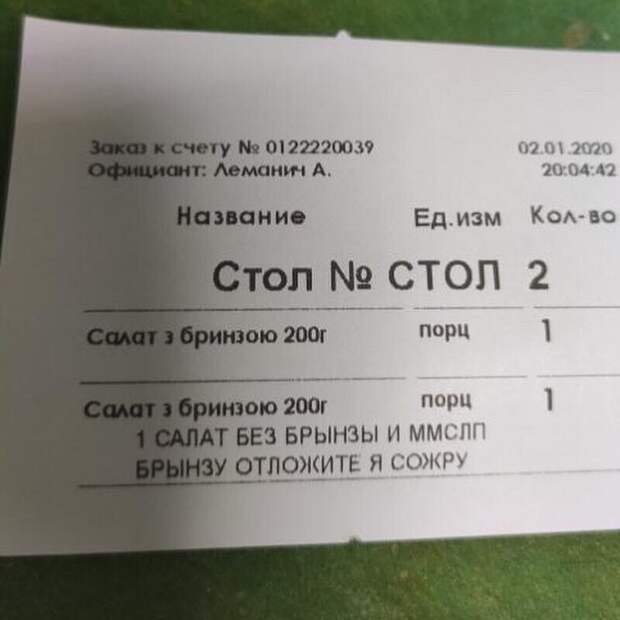 Заказ к счету № 0122220039 02.01.2020
Официант: Леманич А. 20:04:42
Название Ед.изм Кол-во
Стол № СТОЛ 2
Салат з бринзою 200г порц 1
Салат з бринзою 200г порц 1
1 САЛАТ БЕЗ БРЫНЗЫ И ММСЛП
БРЫНЗУ ОТЛОЖИТЕ Я СОЖРУ